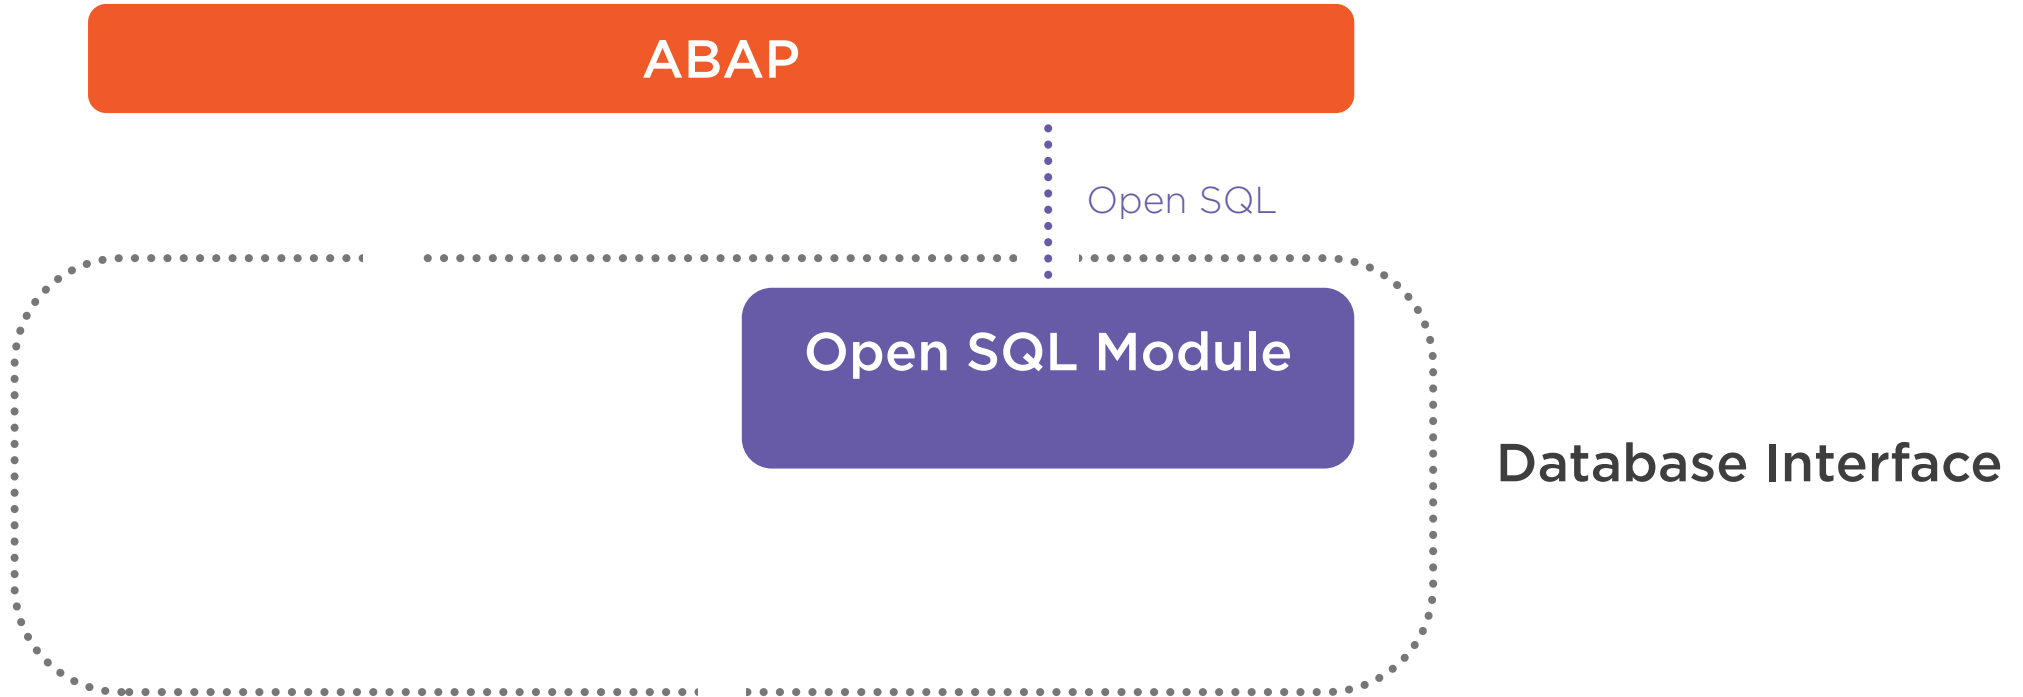 ABAP
Open SQL
Open SQL Module
Database Interface